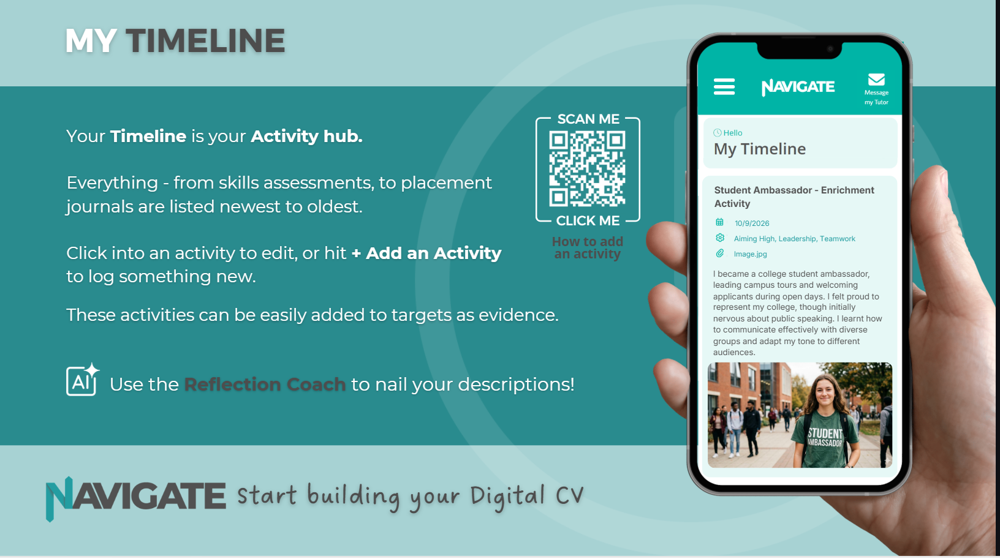 MY TIMELINE
Your Timeline is your Activity hub.
Everything - from skills assessments, to placement
journals are listed newest to oldest.
Click into an activity to edit, or hit + Add an Activity
to log something new.
These activities can be easily added to targets as evidence.
AI
Use the Reflection Coach to nail your descriptions!
SCAN ME
CLICK ME
How to add
an activity
NAVIGATE
Message
my Tutor
Hello
My Timeline
Student Ambassador - Enrichment
Activity
10/9/2026
Aiming High, Leadership, Teamwork
Image.jpg
I became a college student ambassador,
leading campus tours and welcoming
applicants during open days. I felt proud to
represent my college, though initially
nervous about public speaking. I learnt how
to communicate effectively with diverse
groups and adapt my tone to different
audiences.
STUDENT
AMBASSADOR
NAVIGATE Start building your Digital CV